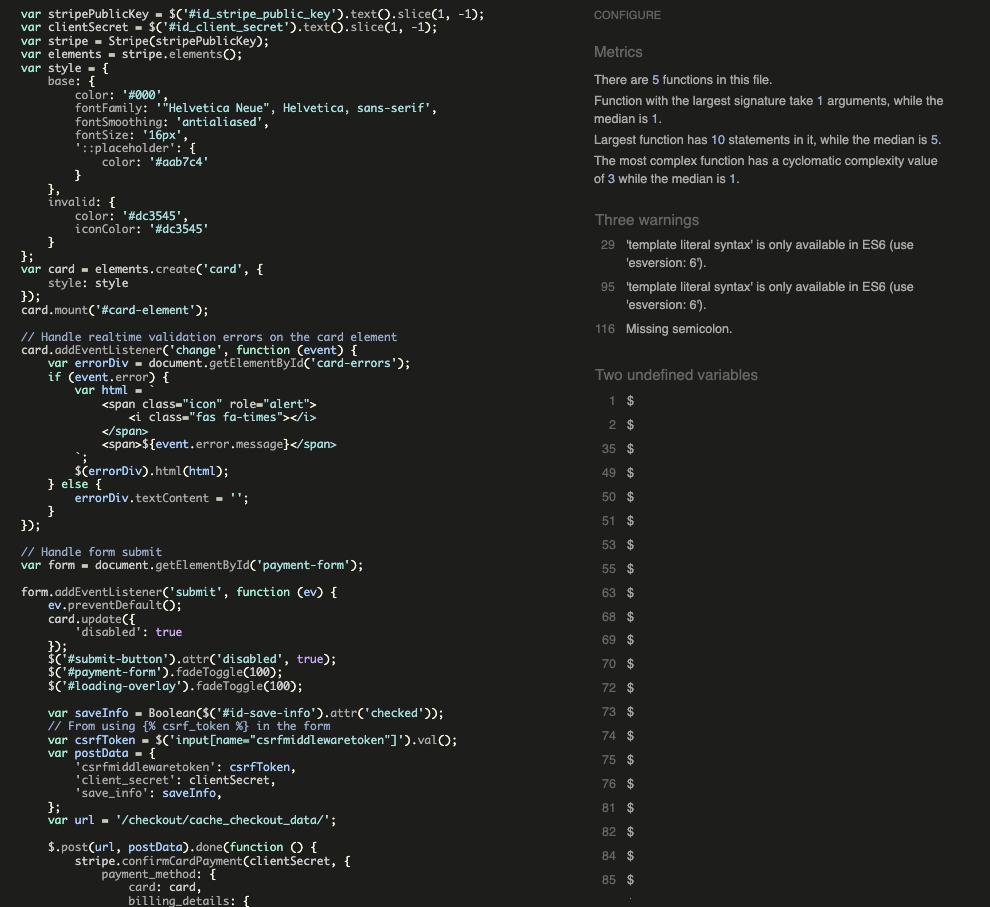 var stripePublicKey = $('#id_stripe_public_key').text().slice(1, -1);
var clientSecret = $('#id_client_secret').text().slice(1, -1);
var stripe = Stripe(stripePublicKey);
var elements = stripe.elements();
var style = {
    base: {
        color: '#000',
        fontFamily: '"Helvetica Neue", Helvetica, sans-serif',
        fontSmoothing: 'antialiased',
        fontSize: '16px',
        '::placeholder': {
            color: '#aab7c4'
        }
    },
    invalid: {
        color: '#dc3545',
        iconColor: '#dc3545'
    }
};
var card = elements.create('card', {
    style: style
});
card.mount('#card-element');

// Handle realtime validation errors on the card element
card.addEventListener('change', function (event) {
    var errorDiv = document.getElementById('card-errors');
    if (event.error) {
        var html = `
            <span class="icon" role="alert">
                <i class="fas fa-times"></i>
            </span>
            <span>${event.error.message}</span>
        `;
        $(errorDiv).html(html);
    } else {
        errorDiv.textContent = '';
    }
});

// Handle form submit
var form = document.getElementById('payment-form');

form.addEventListener('submit', function (ev) {
    ev.preventDefault();
    card.update({
        'disabled': true
    });
    $('#submit-button').attr('disabled', true);
    $('#payment-form').fadeToggle(100);
    $('#loading-overlay').fadeToggle(100);

    var saveInfo = Boolean($('#id-save-info').attr('checked'));
    // From using {% csrf_token %} in the form
    var csrfToken = $('input[name="csrfmiddlewaretoken"]').val();
    var postData = {
        'csrfmiddlewaretoken': csrfToken,
        'client_secret': clientSecret,
        'save_info': saveInfo,
    };
    var url = '/checkout/cache_checkout_data/';

    $.post(url, postData).done(function () {
        stripe.confirmCardPayment(clientSecret, {
            payment_method: {
                card: card,
                billing_details: {
CONFIGURE
Metrics
There are 5 functions in this file.
Function with the largest signature take 1 arguments, while the
median is 1.
Largest function has 10 statements in it, while the median is 5.
The most complex function has a cyclomatic complexity value
of 3 while the median is 1.
Three warnings
29 'template literal syntax' is only available in ES6 (use
'esversion: 6').
95 'template literal syntax' is only available in ES6 (use
'esversion: 6').
116 Missing semicolon.
Two undefined variables
1 $
2 $
35 $
49 $
50 $
51 $
53 $
55 $
63 $
68 $
69 $
70 $
72 $
73 $
74 $
75 $
76 $
81 $
82 $
84 $
85 $